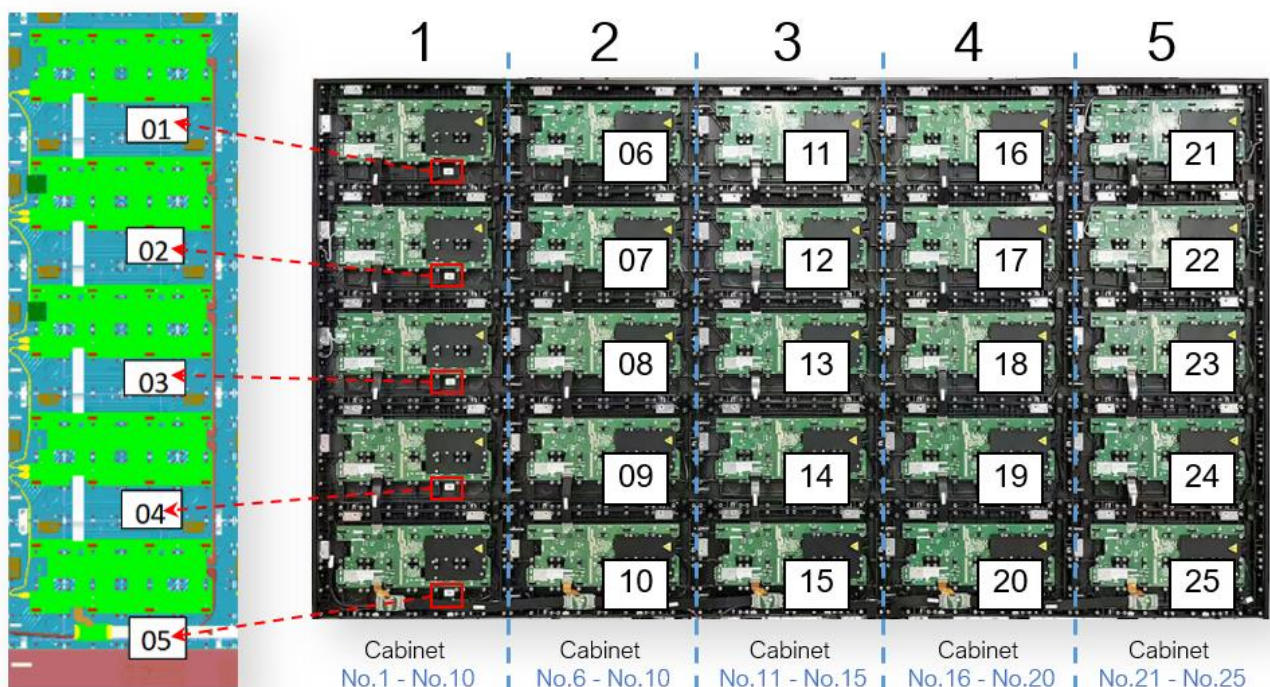 1 2 3 4 5
01 06 11 16 21
02 07 12 17 22
03 08 13 18 23
04 09 14 19 24
05 10 15 20 25
Cabinet Cabinet Cabinet Cabinet Cabinet
No.1 - No.10 No.6 - No.10 No.11 - No.15 No.16 - No.20 No.21 - No.25